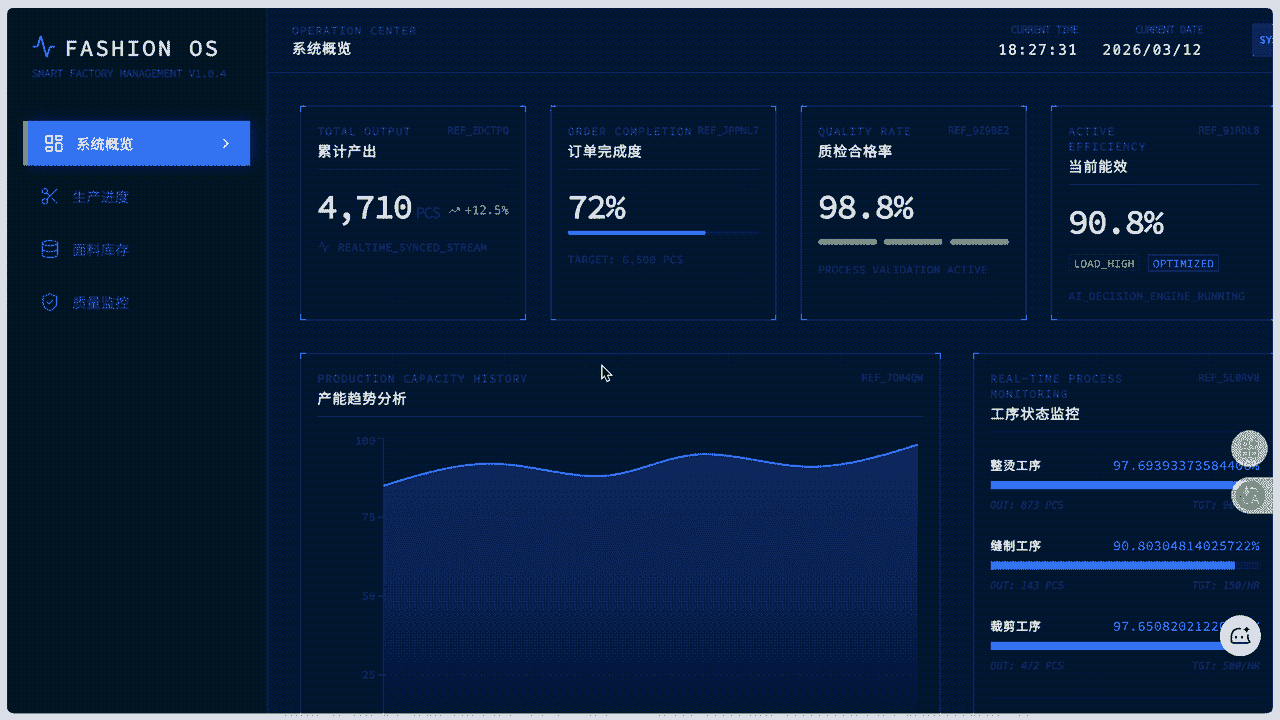 FASHION OS
SMART FACTORY MANAGEMENT V1.0.4
系统概览
生产进度
面料库存
质量监控
OPERATION CENTER
系统概览
CURRENT TIME
18:27:31
CURRENT DATE
2026/03/12
SY
TOTAL OUTPUT
累计产出
4,710 PCS
+12.5%
REALTIME_SYNCED_STREAM
ORDER COMPLETION
订单完成度
72%
TARGET: 6,500 PCS
QUALITY RATE
质检合格率
98.8%
PROCESS VALIDATION ACTIVE
ACTIVE
EFFICIENCY
当前能效
90.8%
LOAD_HIGH
OPTIMIZED
AI_DECISION_ENGINE_RUNNING
PRODUCTION CAPACITY HISTORY
产能趋势分析
100
75
50
25
REAL-TIME PROCESS
MONITORING
工序状态监控
整烫工序
OUT: 873 PCS
缝制工序 90.80304814025722%
OUT: 143 PCS TGT: 150/HR
裁剪工序
OUT: 472 PCS TGT: 500/HR